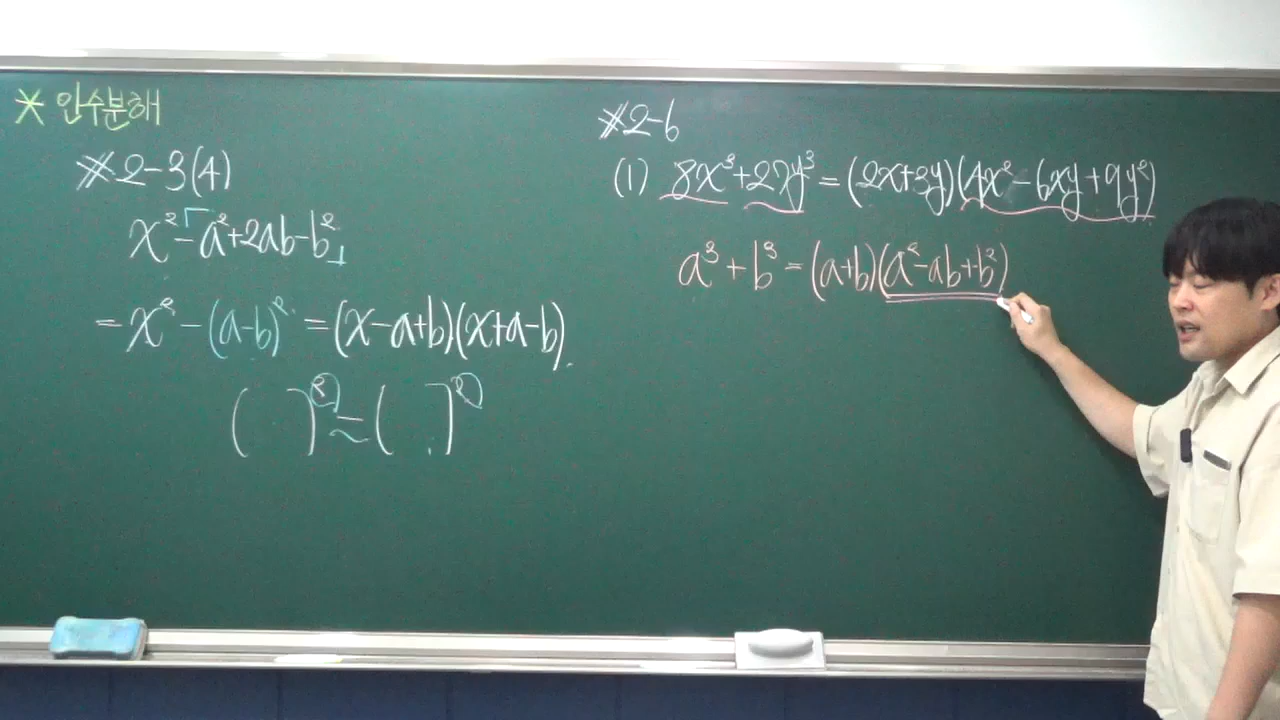 * 인수분해
※2-3(4)
x²-a²+2ab-b²
=x²-(a-b)²=(x-a+b)(x+a-b).
(   )²-(   )²
※2-6
(1) 8x³+27y³=(2x+3y)(4x²-6xy+9y²)
a³+b³=(a+b)(a²-ab+b²)